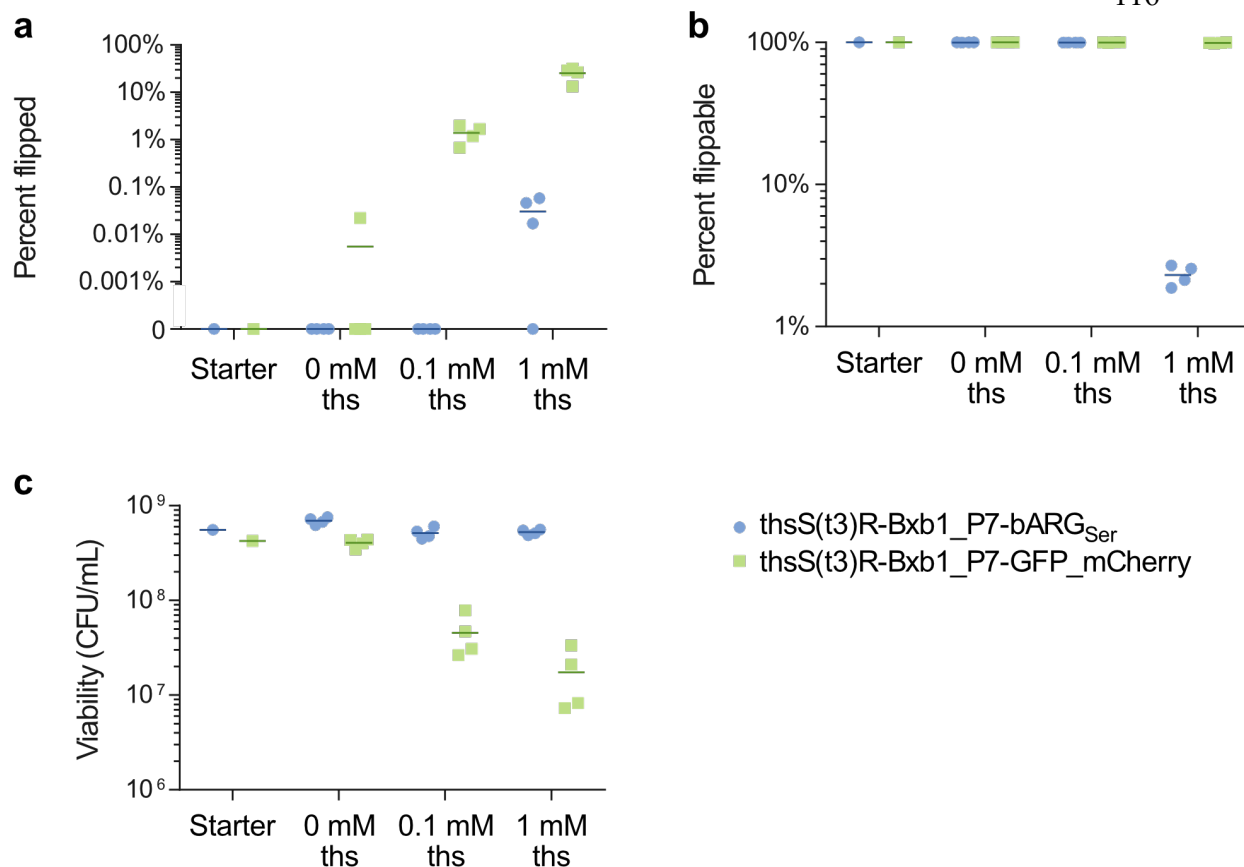 a
Percent flipped
100%
10%
1%
0.1%
0.01%
0.001%
0
Starter
0 mM
ths
0.1 mM
ths
1 mM
ths
b
Percent flippable
100%
10%
1%
Starter
0 mM
ths
0.1 mM
ths
1 mM
ths
c
Viability (CFU/mL)
10⁹
10⁸
10⁷
10⁶
Starter
0 mM
ths
0.1 mM
ths
1 mM
ths
thsS(t3)R-Bxb1_P7-bARG_Ser
thsS(t3)R-Bxb1_P7-GFP_mCherry